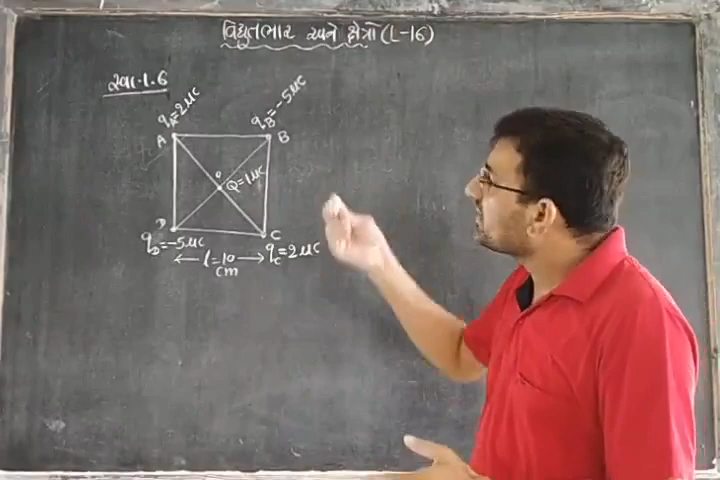 વિદ્યુતભાર અને ક્ષેત્રો (L-16)
સ્વા. 1.6
qA=2μC
qB=-5μC
A
B
O
Q=1μC
D
C
qD=-5μC
qC=2μC
l=10
cm